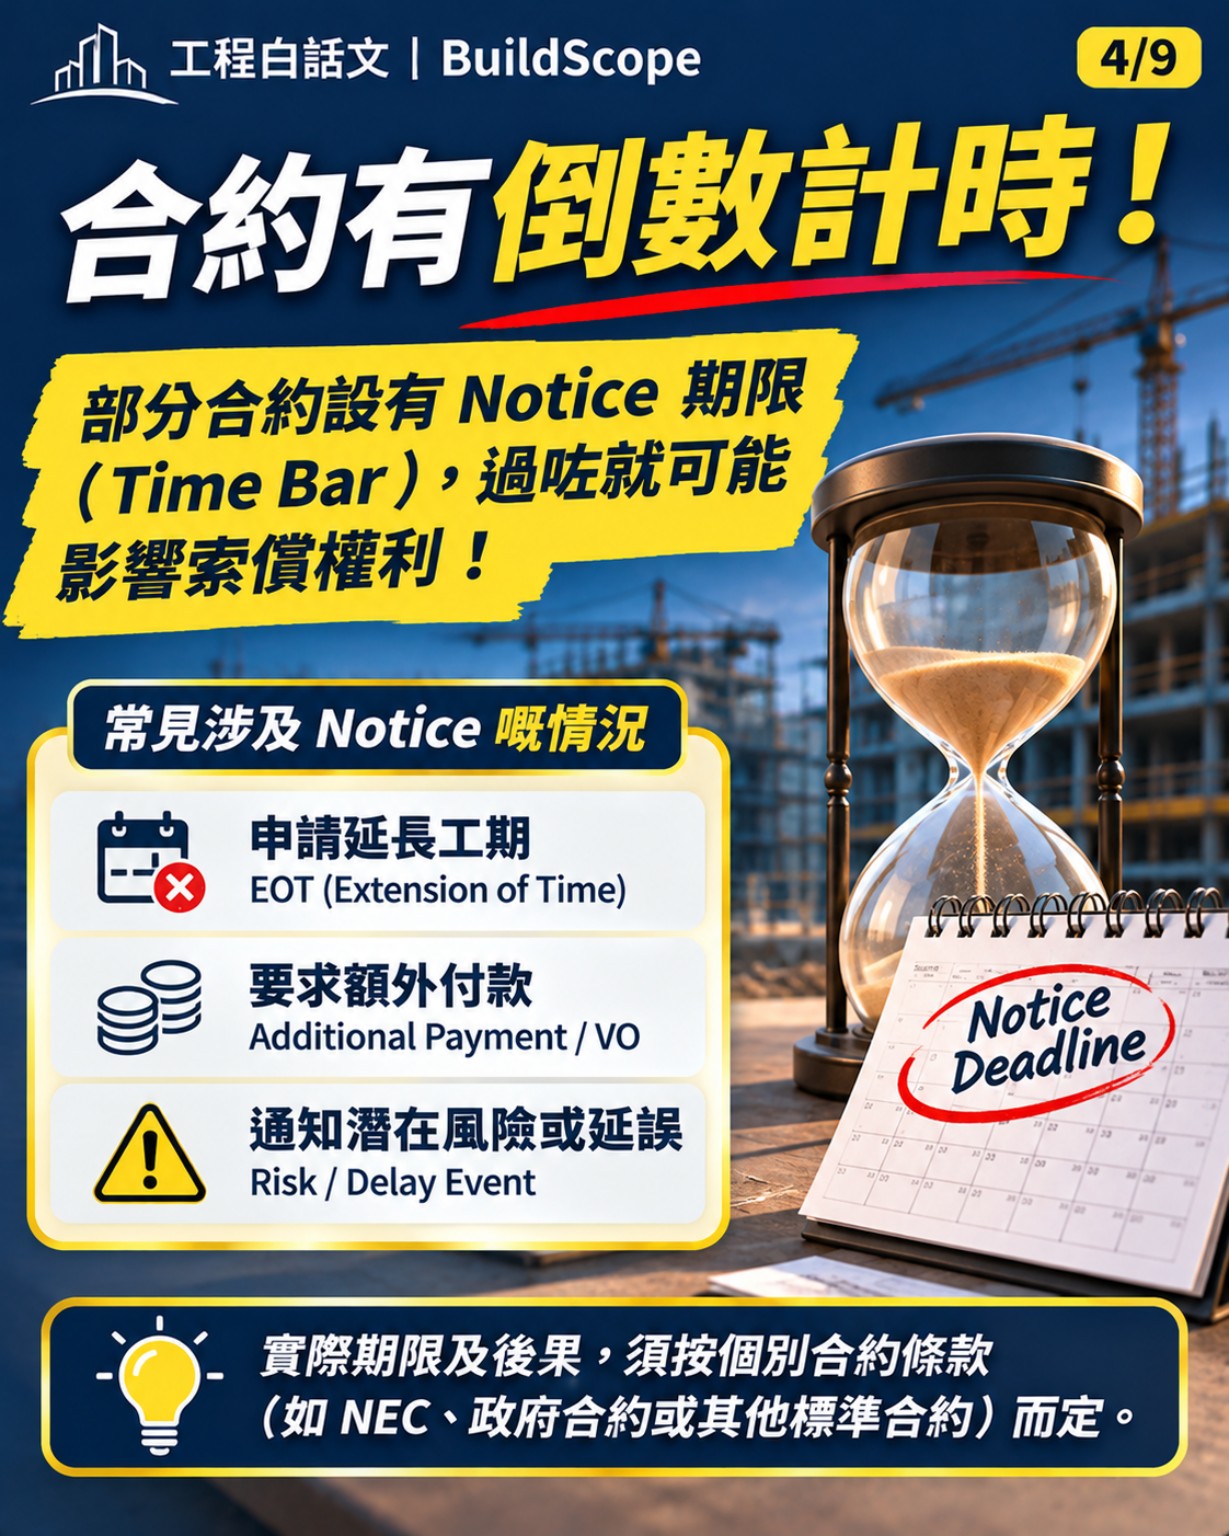 工程白話文 | BuildScope
4/9
合約有倒數計時!
部分合約設有 Notice 期限
(Time Bar),過咗就可能
影響索償權利!
常見涉及 Notice 嘅情況
申請延長工期
EOT (Extension of Time)
要求額外付款
Additional Payment / VO
通知潛在風險或延誤
Risk / Delay Event
Notice
Deadline
實際期限及後果,須按個別合約條款
(如 NEC、政府合約或其他標準合約)而定。